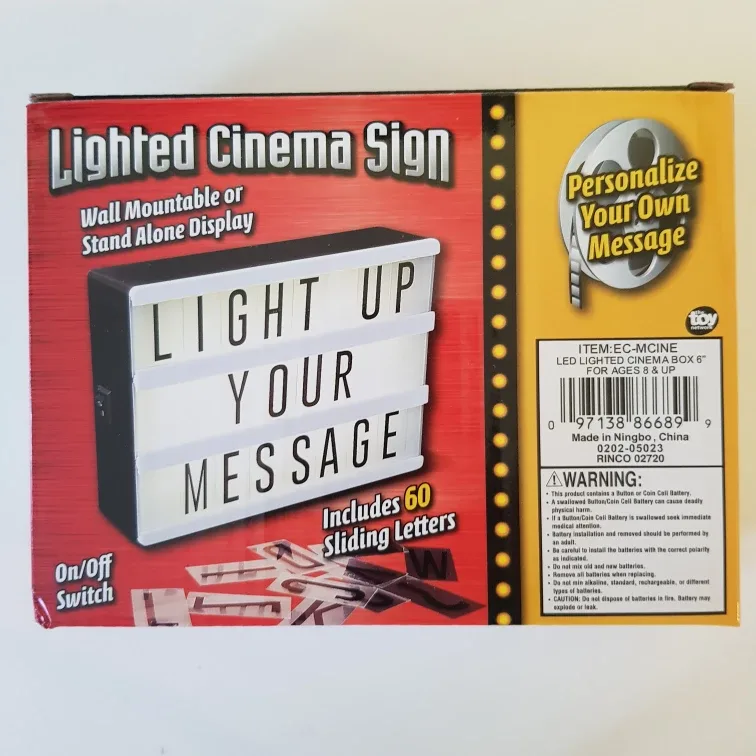 Lighted Cinema Sign
Wall Mountable or
Stand Alone Display
LIGHT UP
YOUR
MESSAGE
Includes 60
Sliding Letters
On/Off
Switch
Personalize
Your Own
Message
the
toy
network
ITEM:EC-MCINE
LED LIGHTED CINEMA BOX 6"
FOR AGES 8 & UP
0 97138 86689 9
Made in Ningbo, China
0202-05023
RINCO 02720
⚠WARNING:
• This product contains a Button or Coin Cell Battery.
• A swallowed Button/Coin Cell Battery can cause deadly
physical harm.
• If a Button/Coin Cell Battery is swallowed seek immediate
medical attention.
• Battery installation and removed should be performed by
an adult.
• Be careful to install the batteries with the correct polarity
as indicated.
• Do not mix old and new batteries.
• Remove all batteries when replacing.
• Do not min alkaline, standard, rechargeable, or different
types of batteries.
• CAUTION: Do not dispose of batteries in fire. Battery may
explode or leak.